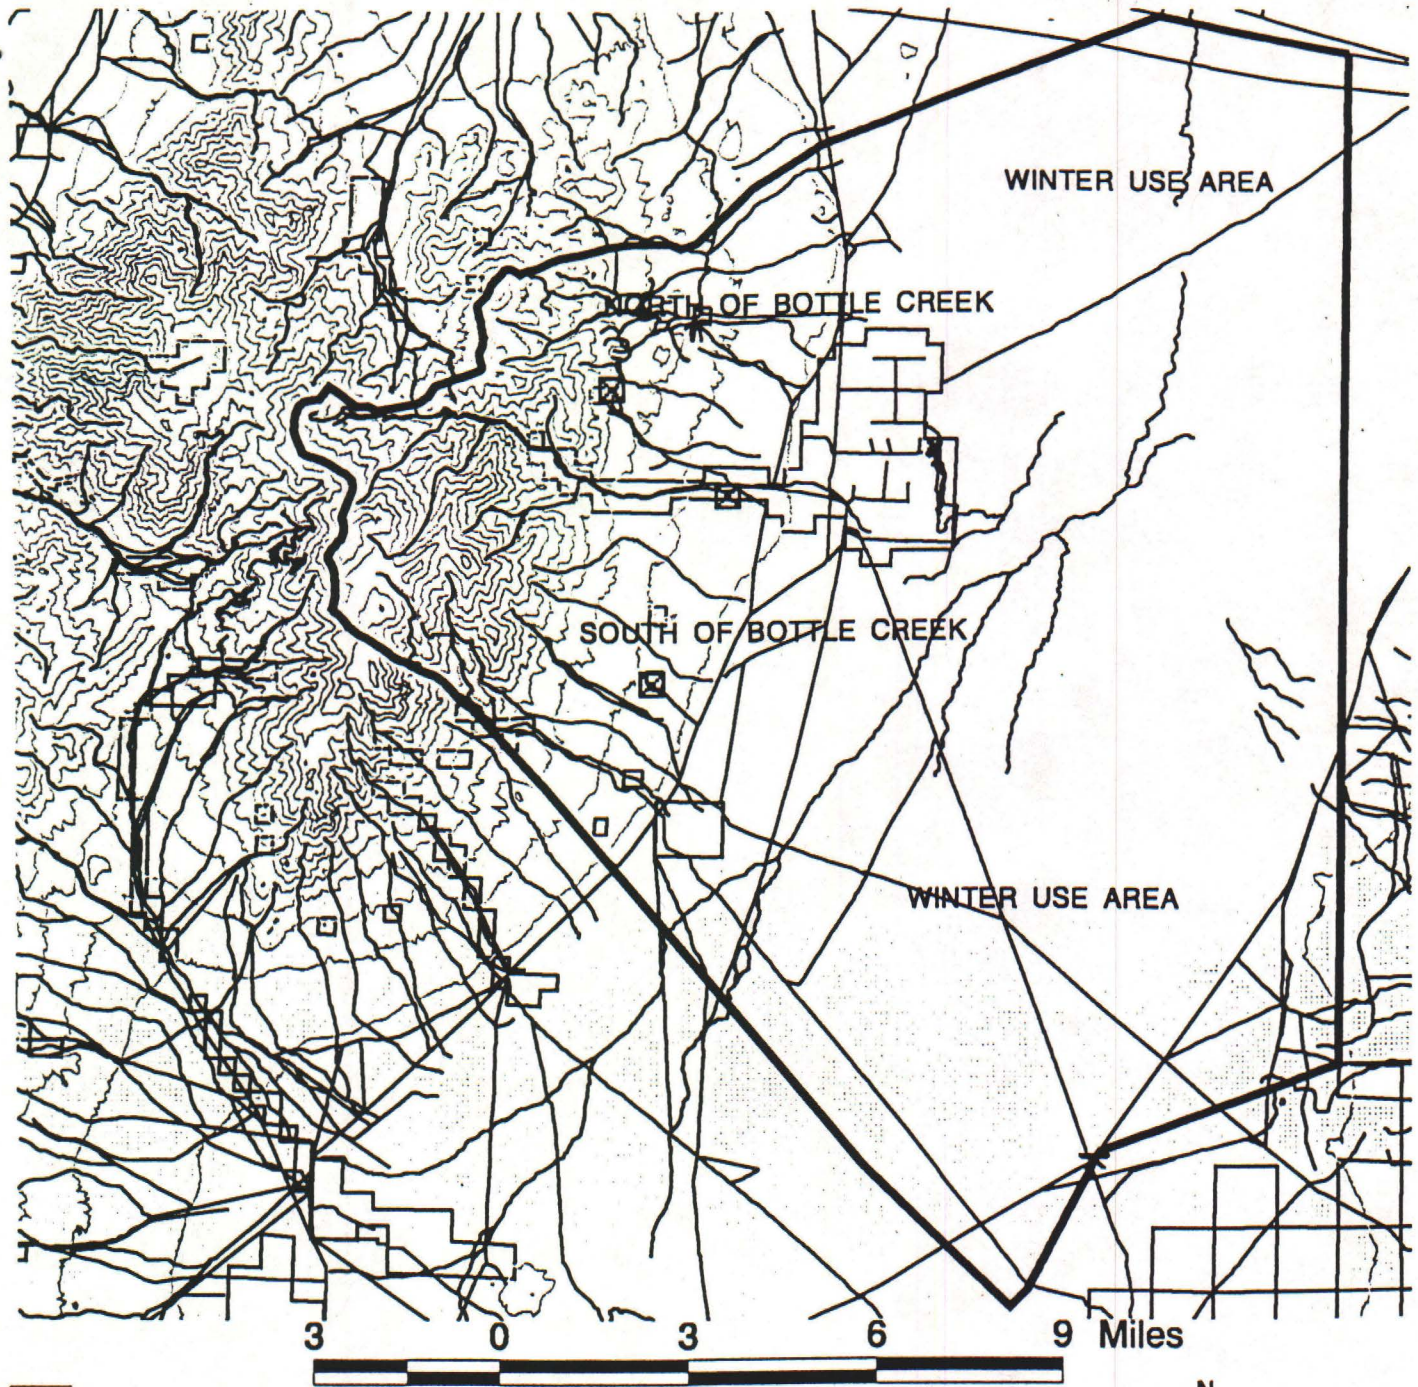 WINTER USE AREA
NORTH OF BOTTLE CREEK
SOUTH OF BOTTLE CREEK
WINTER USE AREA
3 0 3 6 9 Miles
N